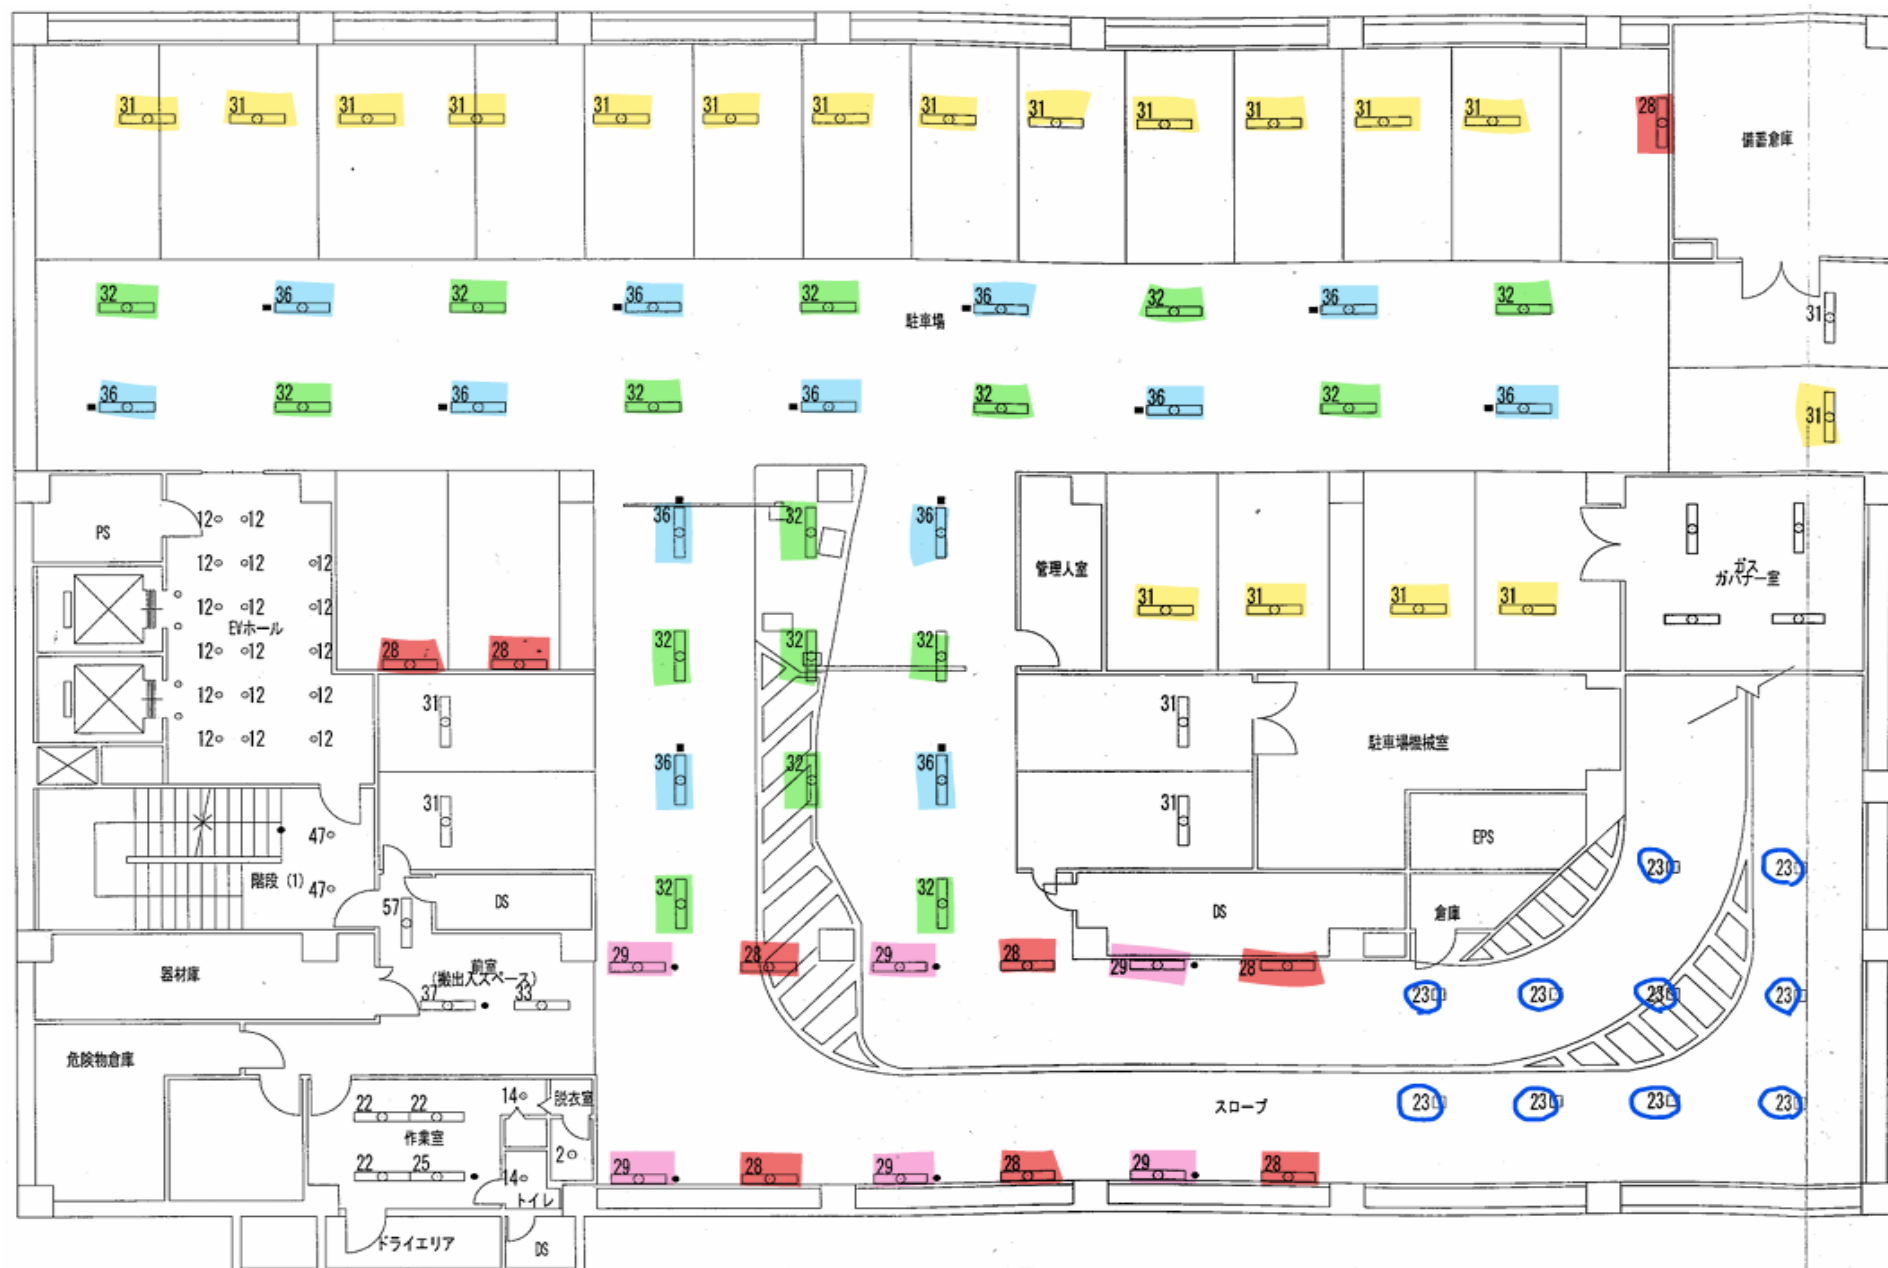 31 31 31 31 31 31 31 31 31 31 31 31 31 28
備蓄倉庫
32 36 32 36 32 36 32 36 32
31
駐車場
36 32 36 32 36 32 36 32 36
31
PS
12 12
36 32 36
ガス
ガバナー室
管理人室
12 12 12
12 12 12
31 31 31 31
EVホール
12 12 12
28 28
32 32 32
12 12 12
31
31
12 12 12
駐車場機械室
36 32 36
31
31
47
EPS
23 23
階段 (1)
47
57
DS
32 32
DS
倉庫
器材庫
前室
(搬出入スペース)
29 28 29 28 29 28
37 33
23 23 23 23
危険物倉庫
22 22
14
脱衣室
スロープ
23 23 23 23
作業室
2
22 25
14
29 28 29 28 29 28
トイレ
ドライエリア
DS